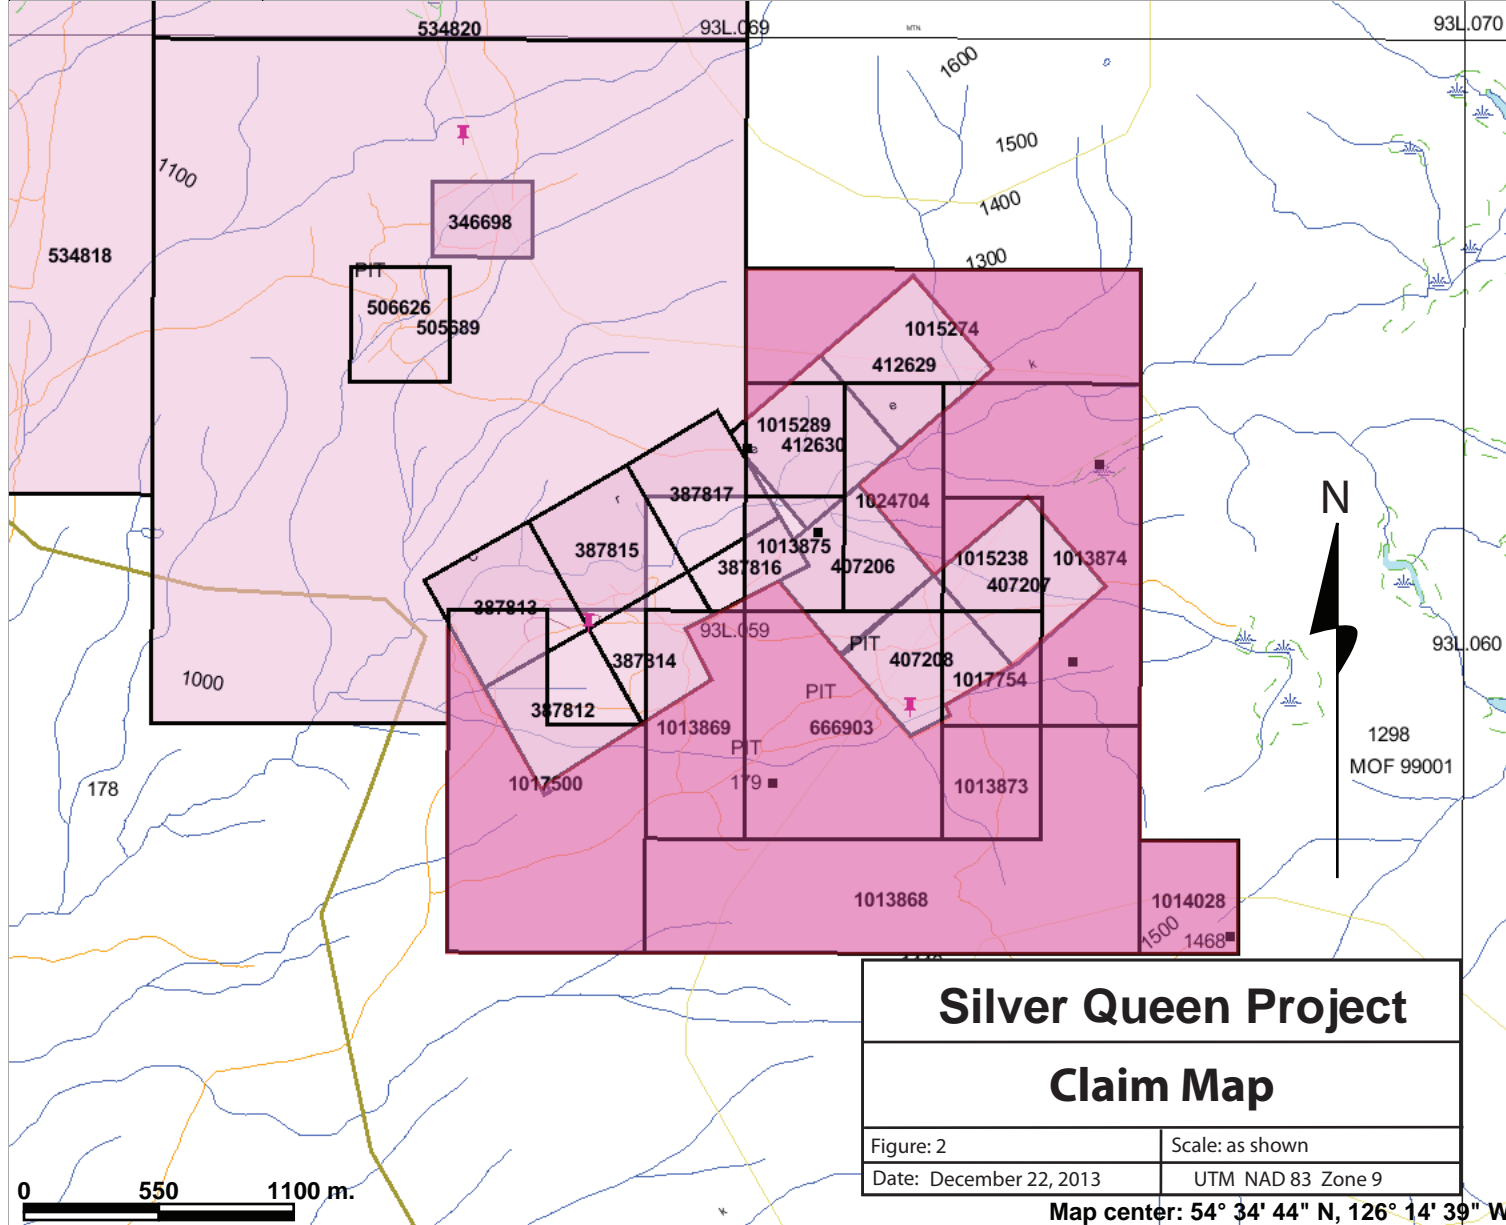 534820
93L.069
MTN.
93L.070
1600
1100
1500
346698
1400
534818
1300
PIT
506626
505689
1015274
412629
k
e
1015289
412630
e
387817
r
1024704
387815
1013875
407206
387816
1015238
407207
1013874
C
387813
93L.059
PIT
387814
407208
1017754
93L.060
1000
PIT
387812
1013869
666903
PIT
1298
MOF 99001
N
178
1017500
179
1013873
1013868
1014028
1500
1468
Silver Queen Project
Claim Map
Figure: 2
Scale: as shown
Date: December 22, 2013
UTM NAD 83 Zone 9
0 550 1100 m.
k
Map center: 54° 34' 44" N, 126° 14' 39" W